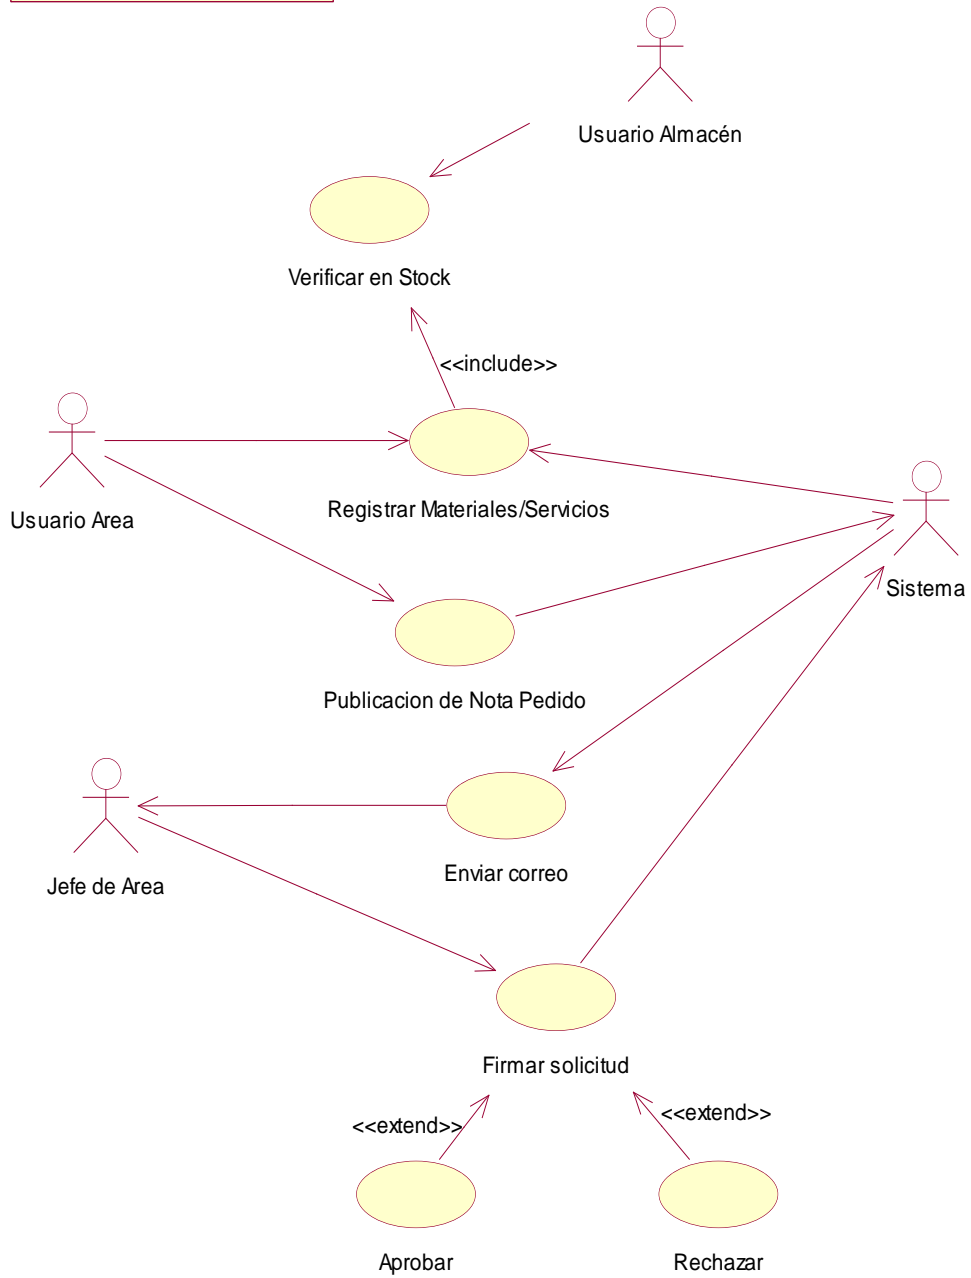 Usuario Almacén
Verificar en Stock
<<include>>
Usuario Area
Registrar Materiales/Servicios
Sistema
Publicacion de Nota Pedido
Enviar correo
Jefe de Area
Firmar solicitud
<<extend>>
<<extend>>
Aprobar
Rechazar